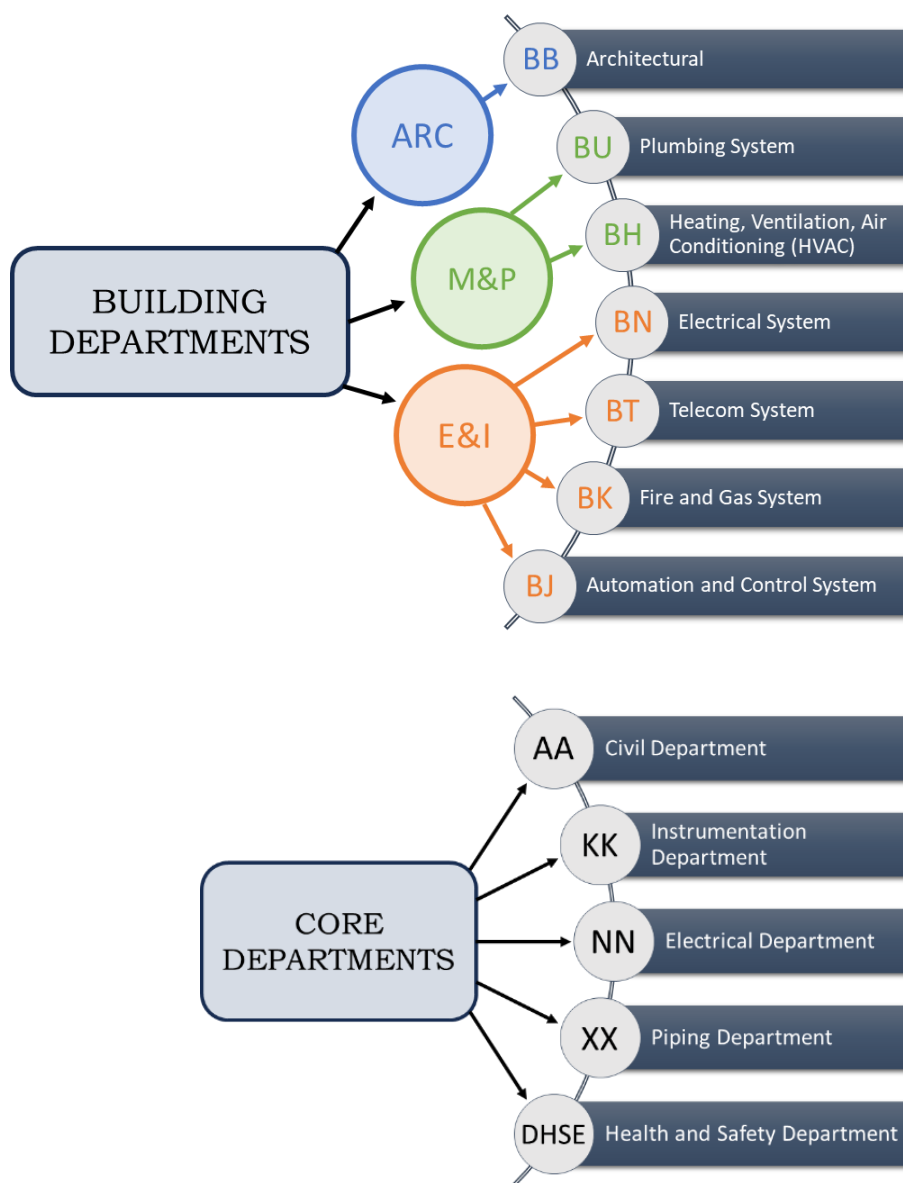 BB
Architectural
ARC
BU
Plumbing System
BH
Heating, Ventilation, Air
Conditioning (HVAC)
M&P
BUILDING
DEPARTMENTS
BN
Electrical System
BT
Telecom System
E&I
BK
Fire and Gas System
BJ
Automation and Control System
AA
Civil Department
KK
Instrumentation
Department
CORE
DEPARTMENTS
NN
Electrical Department
XX
Piping Department
DHSE
Health and Safety Department